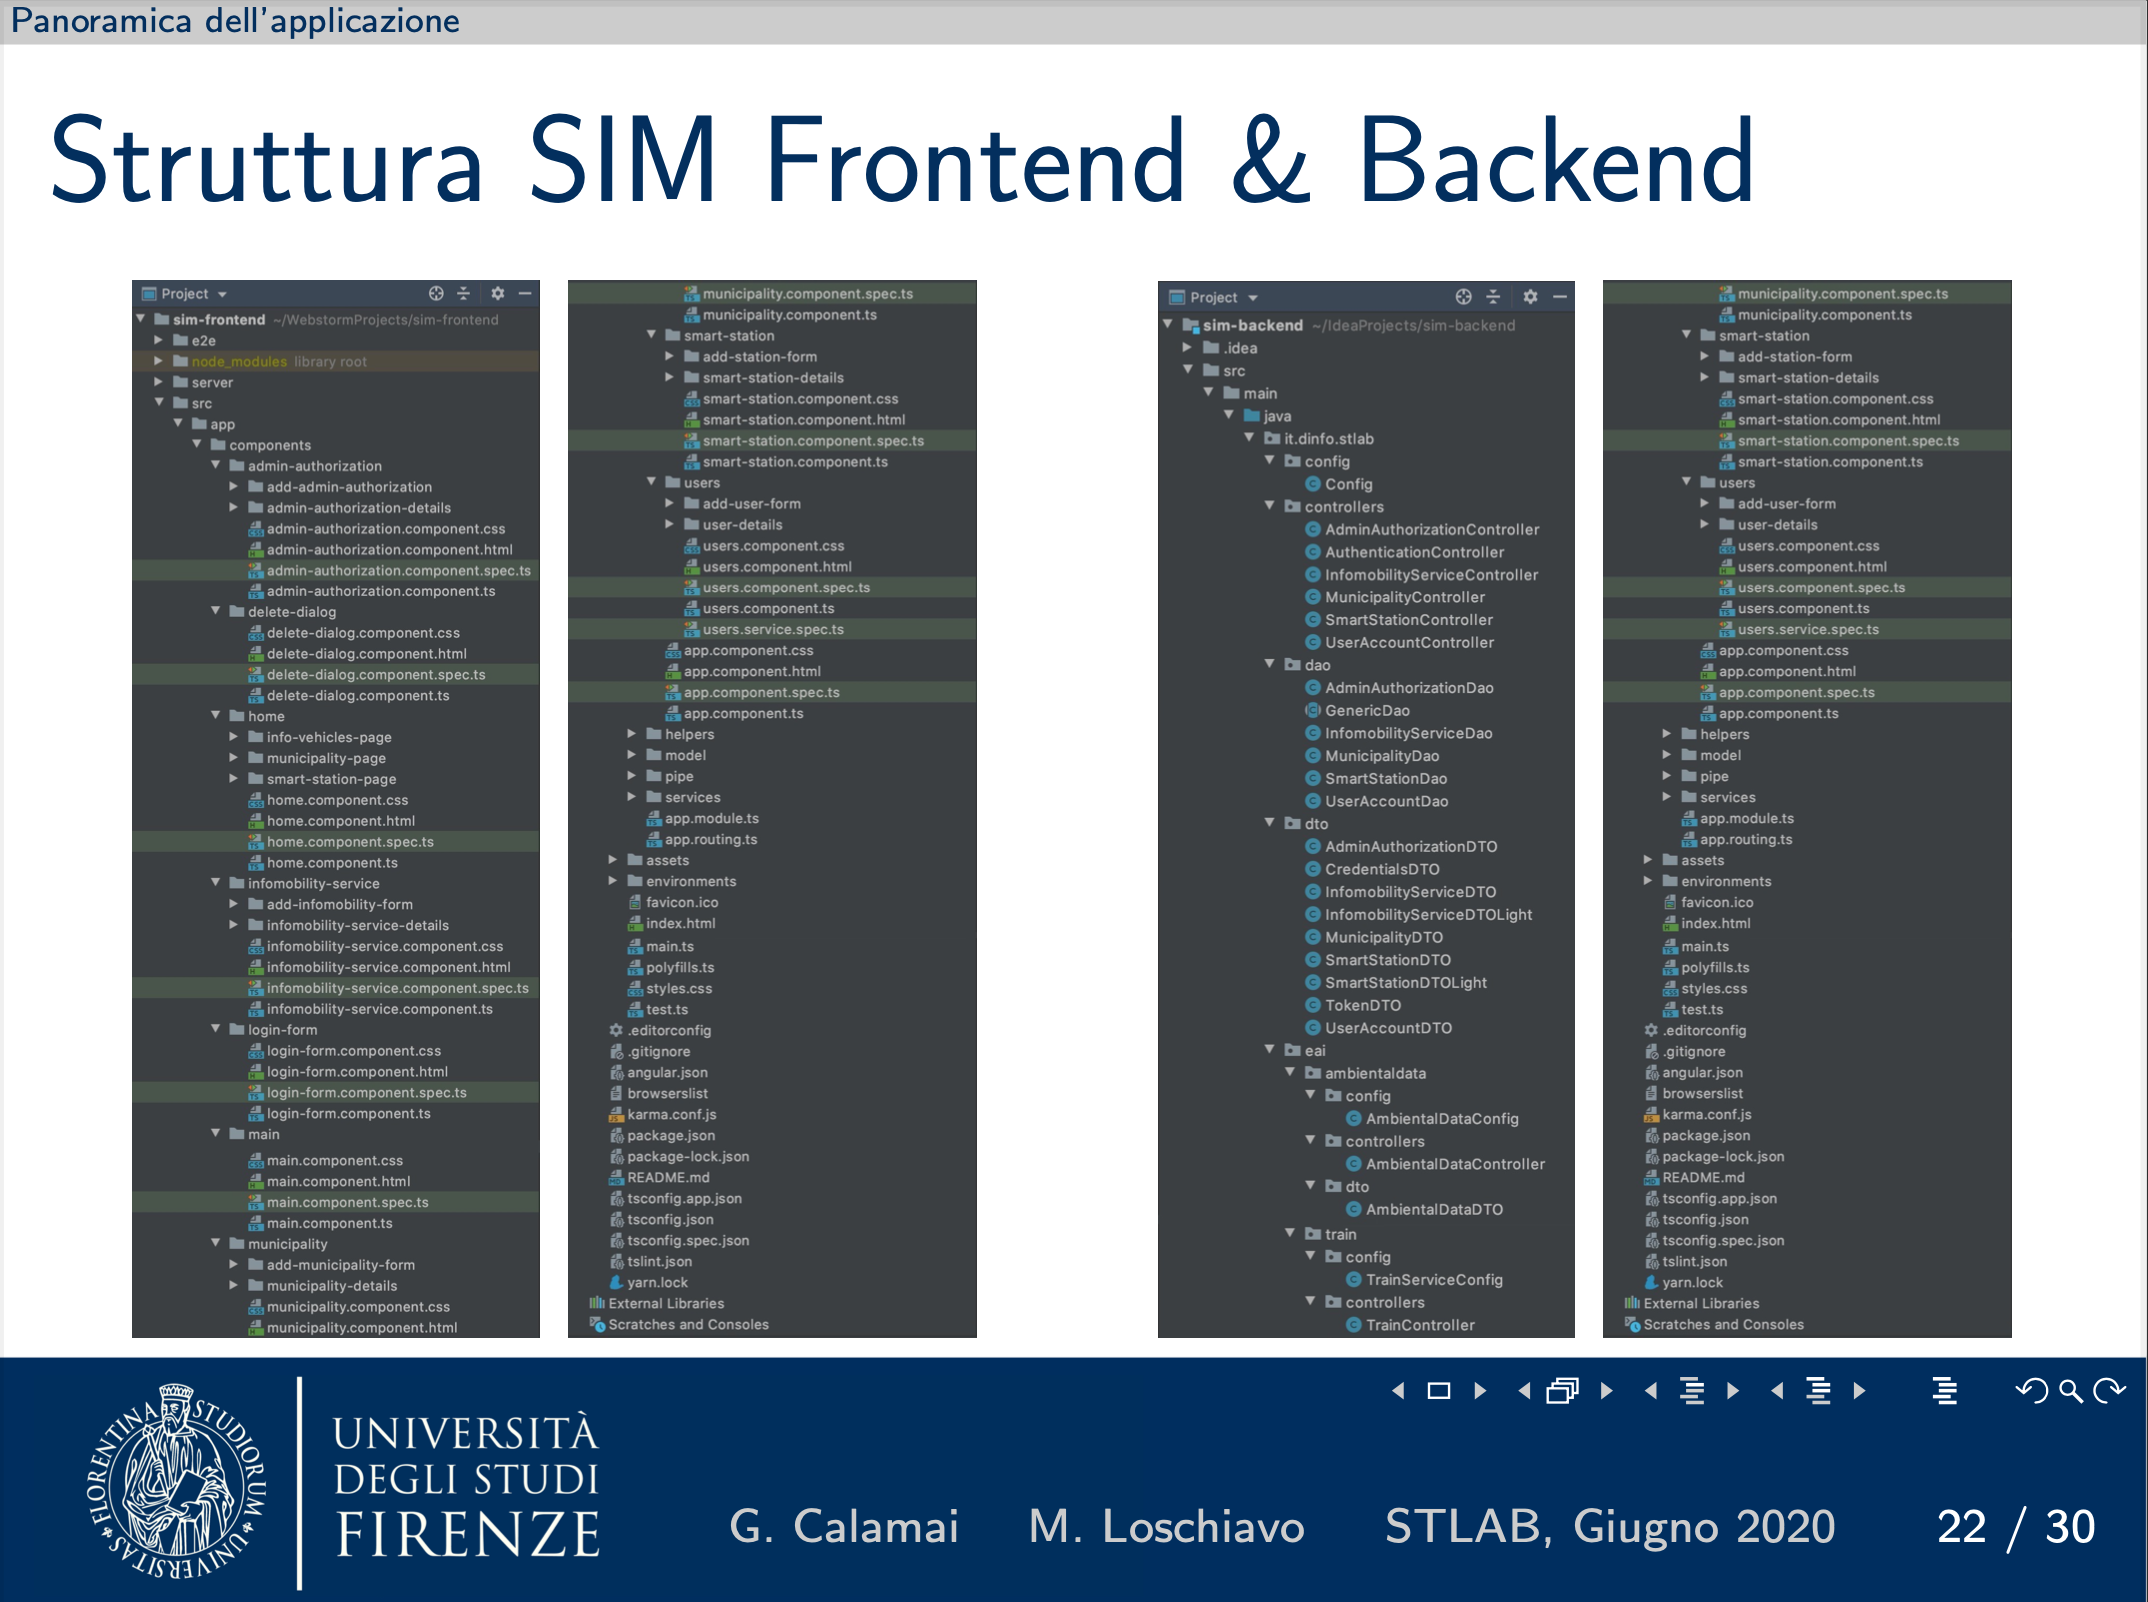 Panoramica dell'applicazione
Struttura SIM Frontend & Backend
Project
sim-frontend ~/WebstormProjects/sim-frontend
e2e
node_modules library root
server
src
app
components
admin-authorization
add-admin-authorization
admin-authorization-details
admin-authorization.component.css
admin-authorization.component.html
admin-authorization.component.spec.ts
admin-authorization.component.ts
delete-dialog
delete-dialog.component.css
delete-dialog.component.html
delete-dialog.component.spec.ts
delete-dialog.component.ts
home
info-vehicles-page
municipality-page
smart-station-page
home.component.css
home.component.html
home.component.spec.ts
home.component.ts
infomobility-service
add-infomobility-form
infomobility-service-details
infomobility-service.component.css
infomobility-service.component.html
infomobility-service.component.spec.ts
infomobility-service.component.ts
login-form
login-form.component.css
login-form.component.html
login-form.component.spec.ts
login-form.component.ts
main
main.component.css
main.component.html
main.component.spec.ts
main.component.ts
municipality
add-municipality-form
municipality-details
municipality.component.css
municipality.component.html
municipality.component.spec.ts
municipality.component.ts
smart-station
add-station-form
smart-station-details
smart-station.component.css
smart-station.component.html
smart-station.component.spec.ts
smart-station.component.ts
users
add-user-form
user-details
users.component.css
users.component.html
users.component.spec.ts
users.component.ts
users.service.spec.ts
app.component.css
app.component.html
app.component.spec.ts
app.component.ts
helpers
model
pipe
services
app.module.ts
app.routing.ts
assets
environments
favicon.ico
index.html
main.ts
polyfills.ts
styles.css
test.ts
.editorconfig
.gitignore
angular.json
browserslist
karma.conf.js
package.json
package-lock.json
README.md
tsconfig.app.json
tsconfig.json
tsconfig.spec.json
tslint.json
yarn.lock
External Libraries
Scratches and Consoles
Project
sim-backend ~/IdeaProjects/sim-backend
.idea
src
main
java
it.dinfo.stlab
config
Config
controllers
AdminAuthorizationController
AuthenticationController
InfomobilityServiceController
MunicipalityController
SmartStationController
UserAccountController
dao
AdminAuthorizationDao
GenericDao
InfomobilityServiceDao
MunicipalityDao
SmartStationDao
UserAccountDao
dto
AdminAuthorizationDTO
CredentialsDTO
InfomobilityServiceDTO
InfomobilityServiceDTOLight
MunicipalityDTO
SmartStationDTO
SmartStationDTOLight
TokenDTO
UserAccountDTO
eai
ambientaldata
config
AmbientalDataConfig
controllers
AmbientalDataController
dto
AmbientalDataDTO
train
config
TrainServiceConfig
controllers
TrainController
municipality.component.spec.ts
municipality.component.ts
smart-station
add-station-form
smart-station-details
smart-station.component.css
smart-station.component.html
smart-station.component.spec.ts
smart-station.component.ts
users
add-user-form
user-details
users.component.css
users.component.html
users.component.spec.ts
users.component.ts
users.service.spec.ts
app.component.css
app.component.html
app.component.spec.ts
app.component.ts
helpers
model
pipe
services
app.module.ts
app.routing.ts
assets
environments
favicon.ico
index.html
main.ts
polyfills.ts
styles.css
test.ts
.editorconfig
.gitignore
angular.json
browserslist
karma.conf.js
package.json
package-lock.json
README.md
tsconfig.app.json
tsconfig.json
tsconfig.spec.json
tslint.json
yarn.lock
External Libraries
Scratches and Consoles
FLORENTINA STUDIORUM UNIVERSITAS
UNIVERSITÀ
DEGLI STUDI
FIRENZE
G. Calamai M. Loschiavo STLAB, Giugno 2020 22 / 30